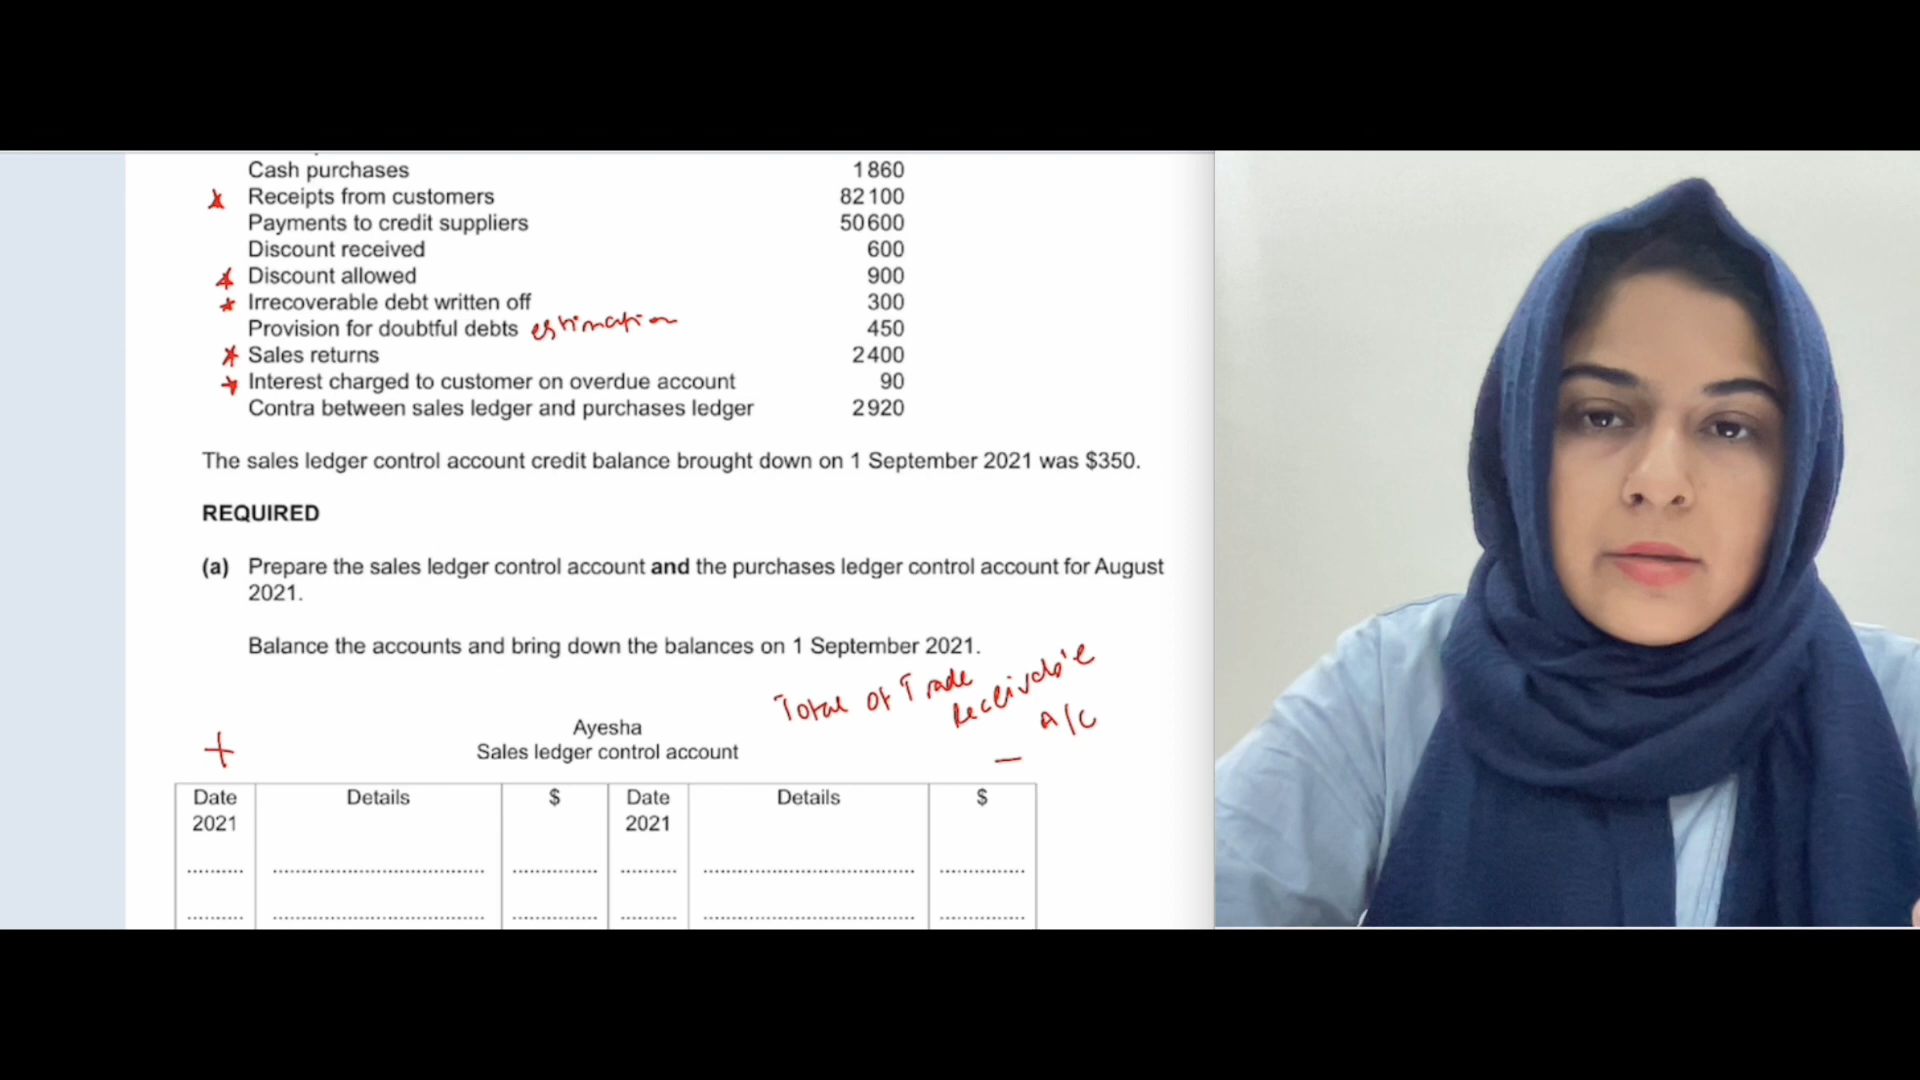 Cash purchases 1860
Receipts from customers 82100
Payments to credit suppliers 50600
Discount received 600
Discount allowed 900
Irrecoverable debt written off 300
Provision for doubtful debts estimation 450
Sales returns 2400
Interest charged to customer on overdue account 90
Contra between sales ledger and purchases ledger 2920
The sales ledger control account credit balance brought down on 1 September 2021 was $350.
REQUIRED
(a) Prepare the sales ledger control account and the purchases ledger control account for August
2021.
Balance the accounts and bring down the balances on 1 September 2021.
Total of Trade
Receivable
A/C
Ayesha
+ Sales ledger control account −
Date Details $ Date Details $
2021 2021